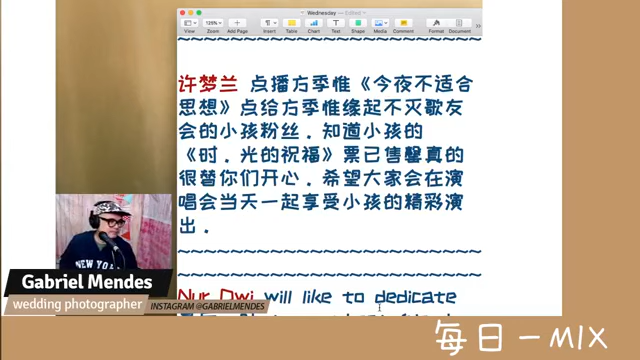 Wednesday — Edited
View
125%
Zoom
Add Page
Insert
Table
Chart
Text
Shape
Media
Comment
Format
Document
~~~~~~~~~~~~~~~~~~~~~~~~
许梦兰 点播方季惟《今夜不适合
思想》点给方季惟缘起不灭歌友
会的小孩粉丝．知道小孩的
《时．光的祝福》票已售罄真的
很替你们开心．希望大家会在演
唱会当天一起享受小孩的精彩演
出．
~~~~~~~~~~~~~~~~~~~~~~~~
~~~~~~~~~~~~~~~~~~~~~~~~
Nur Dwi will like to dedicate
NEW YORK
Gabriel Mendes
wedding photographer
INSTAGRAM @GABRIELMENDES
每日一MIX